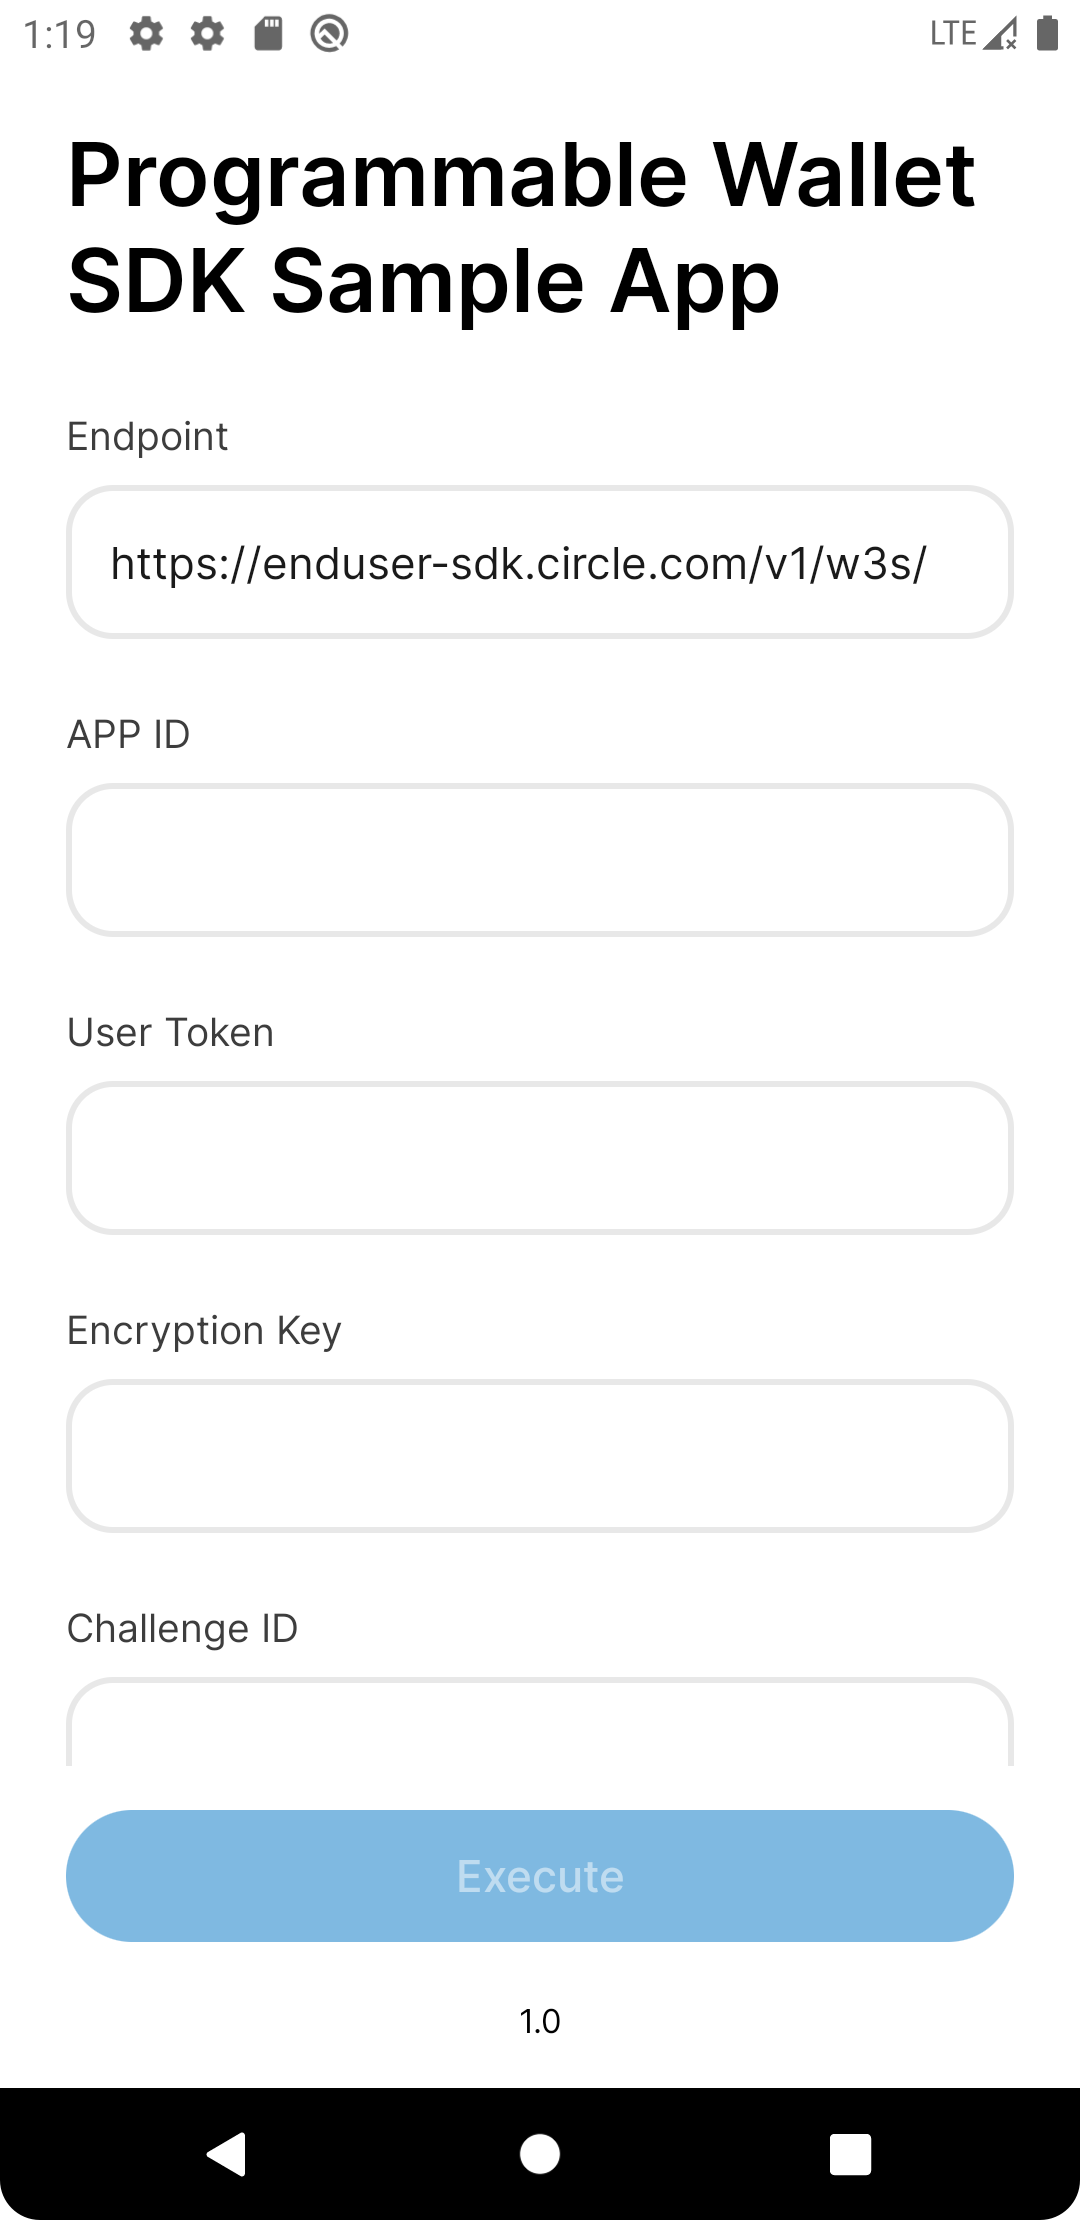 1:19
LTE
Programmable Wallet
SDK Sample App
Endpoint
https://enduser-sdk.circle.com/v1/w3s/
APP ID
User Token
Encryption Key
Challenge ID
Execute
1.0